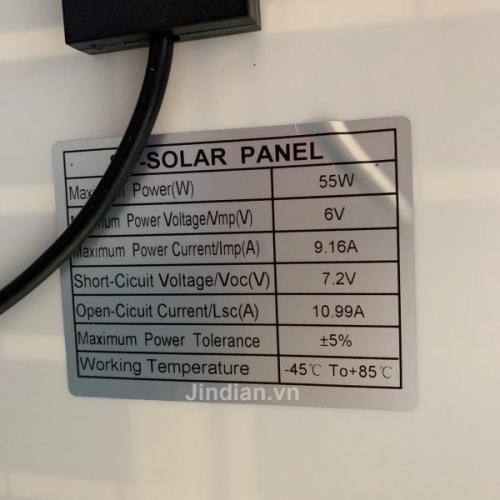 -SOLAR PANEL
Power(W) 55W
Power Voltage/Vmp(V) 6V
Maximum Power Current/Imp(A) 9.16A
Short-Cicuit Voltage/Voc(V) 7.2V
Open-Cicuit Current/Lsc(A) 10.99A
Maximum Power Tolerance ±5%
Working Temperature -45℃ To+85℃
Jindian.vn